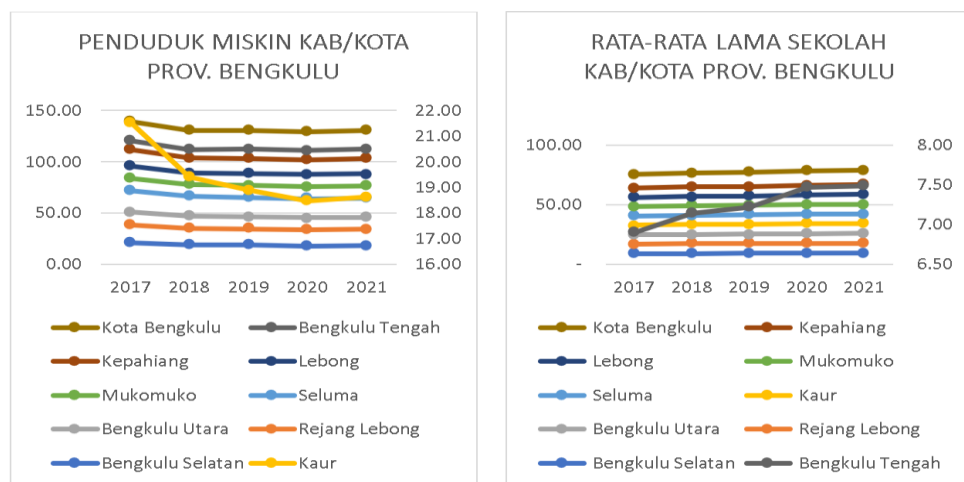 PENDUDUK MISKIN KAB/KOTA
PROV. BENGKULU
150.00
100.00
50.00
0.00
22.00
21.00
20.00
19.00
18.00
17.00
16.00
2017 2018 2019 2020 2021
Kota Bengkulu Bengkulu Tengah
Kepahiang Lebong
Mukomuko Seluma
Bengkulu Utara Rejang Lebong
Bengkulu Selatan Kaur
RATA-RATA LAMA SEKOLAH
KAB/KOTA PROV. BENGKULU
100.00
50.00
-
8.00
7.50
7.00
6.50
2017 2018 2019 2020 2021
Kota Bengkulu Kepahiang
Lebong Mukomuko
Seluma Kaur
Bengkulu Utara Rejang Lebong
Bengkulu Selatan Bengkulu Tengah